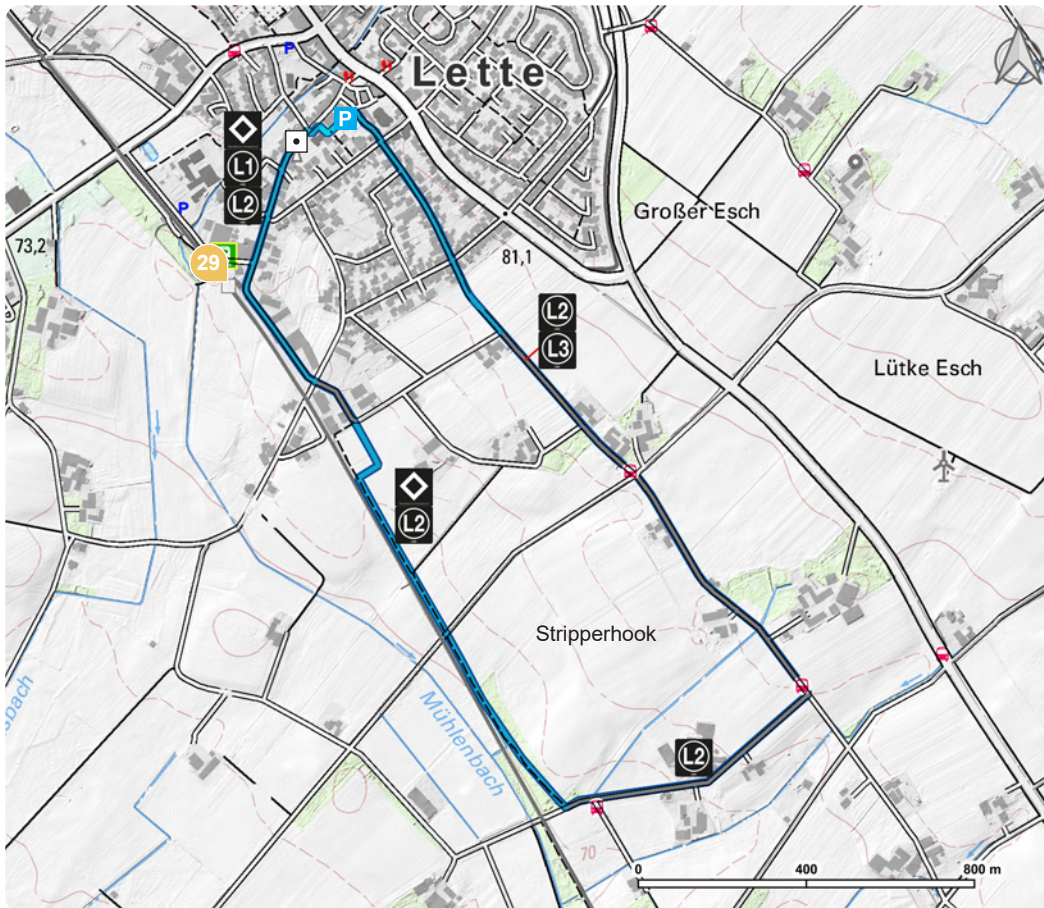 P
Lette
P
L1
L2
P
Großer Esch
73,2
81,1
29
L2
L3
Lütke Esch
L2
Stripperhook
Mühlenbach
sbach
L2
70
0
400
800 m